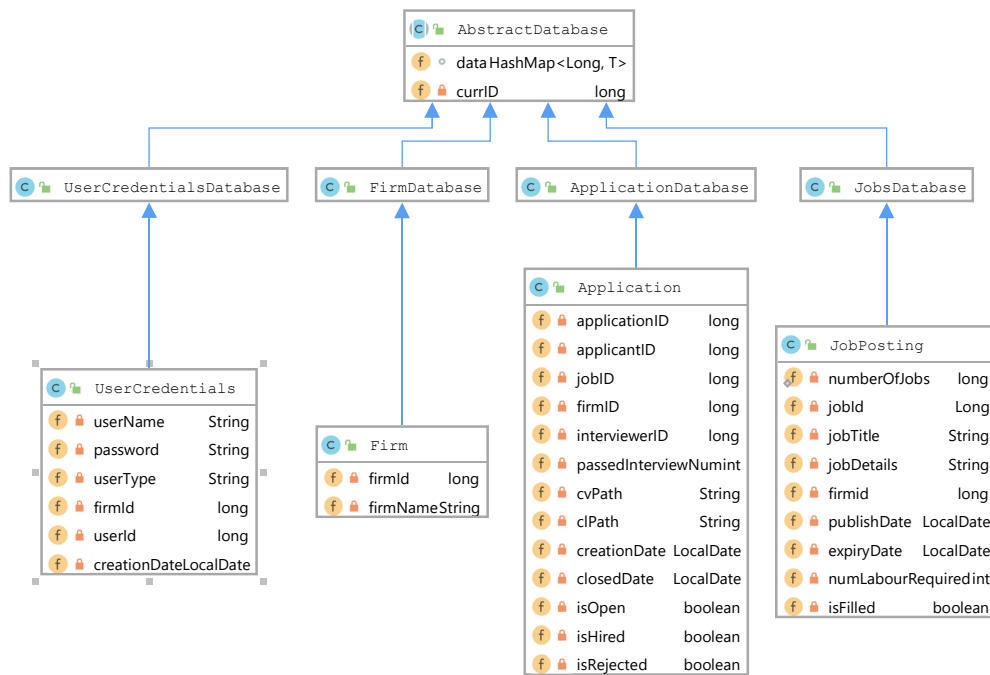 C AbstractDatabase
f data HashMap<Long, T>
f currID long
C UserCredentialsDatabase
C FirmDatabase
C ApplicationDatabase
C JobsDatabase
C UserCredentials
f userName String
f password String
f userType String
f firmId long
f userId long
f creationDateLocalDate
C Firm
f firmId long
f firmNameString
C Application
f applicationID long
f applicantID long
f jobID long
f firmID long
f interviewerID long
f passedInterviewNumint
f cvPath String
f clPath String
f creationDate LocalDate
f closedDate LocalDate
f isOpen boolean
f isHired boolean
f isRejected boolean
C JobPosting
f numberOfJobs long
f jobId Long
f jobTitle String
f jobDetails String
f firmid long
f publishDate LocalDate
f expiryDate LocalDate
f numLabourRequiredint
f isFilled boolean